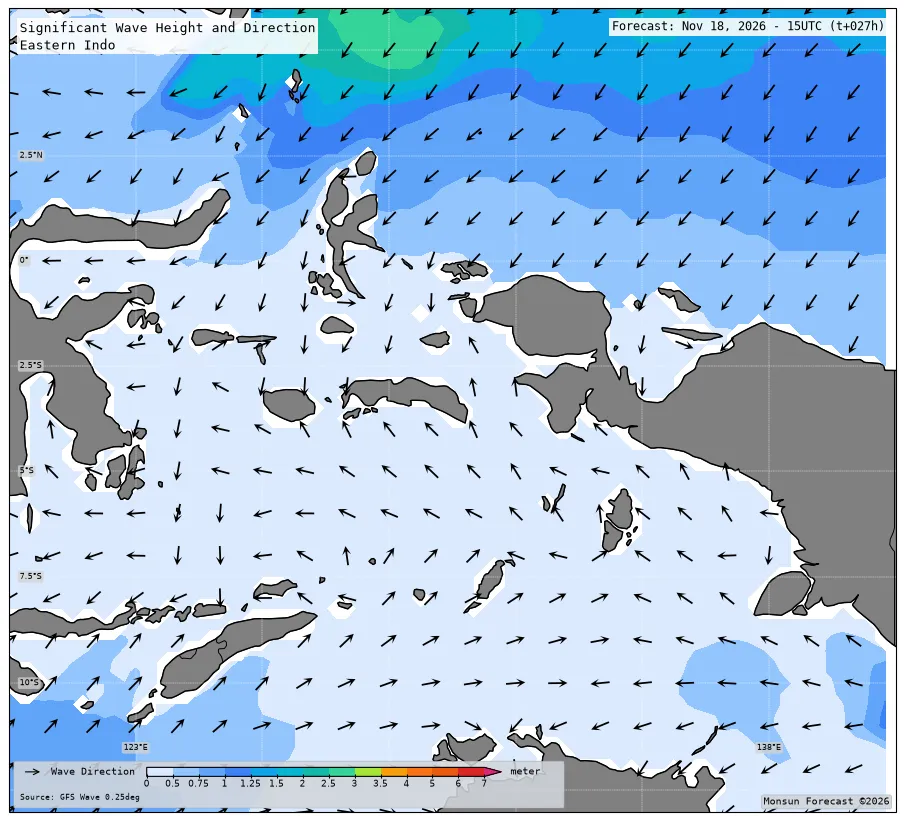 Significant Wave Height and Direction
Eastern Indo
Forecast: Nov 18, 2026 - 15UTC (t+027h)
2.5°N
0°
2.5°S
5°S
7.5°S
10°S
123°E
138°E
Wave Direction
meter
0 0.5 0.75 1 1.25 1.5 2 2.5 3 3.5 4 5 6 7
Source: GFS Wave 0.25deg
Monsun Forecast ©2026